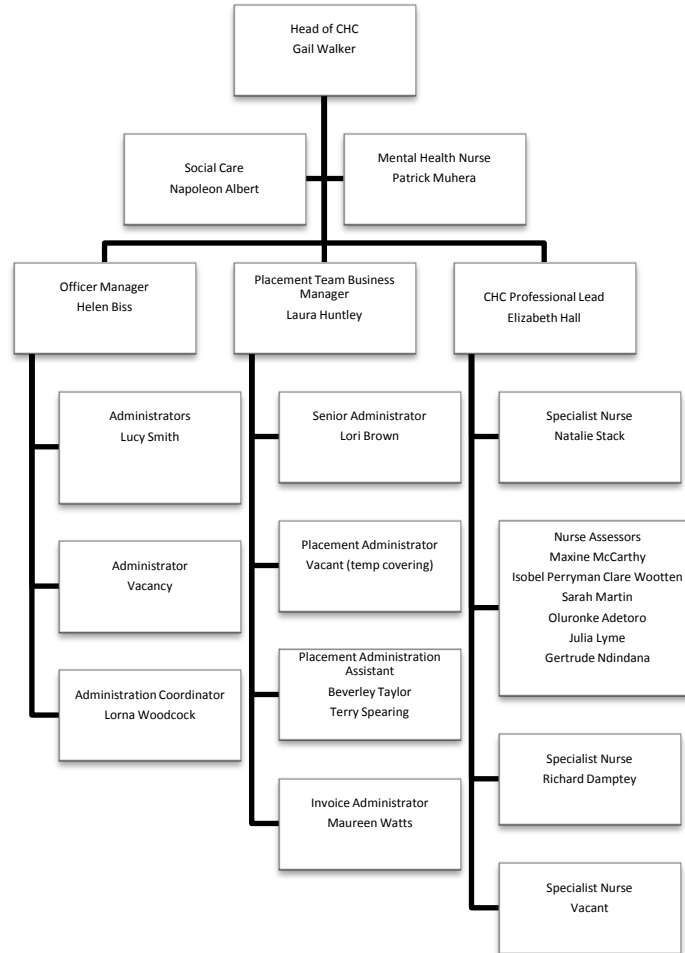 Head of CHC
Gail Walker
Social Care
Napoleon Albert
Mental Health Nurse
Patrick Muhera
Officer Manager
Helen Biss
Placement Team Business
Manager
Laura Huntley
CHC Professional Lead
Elizabeth Hall
Administrators
Lucy Smith
Administrator
Vacancy
Administration Coordinator
Lorna Woodcock
Senior Administrator
Lori Brown
Placement Administrator
Vacant (temp covering)
Placement Administration
Assistant
Beverley Taylor
Terry Spearing
Invoice Administrator
Maureen Watts
Specialist Nurse
Natalie Stack
Nurse Assessors
Maxine McCarthy
Isobel Perryman Clare Wootten
Sarah Martin
Oluronke Adetoro
Julia Lyme
Gertrude Ndindana
Specialist Nurse
Richard Damptey
Specialist Nurse
Vacant